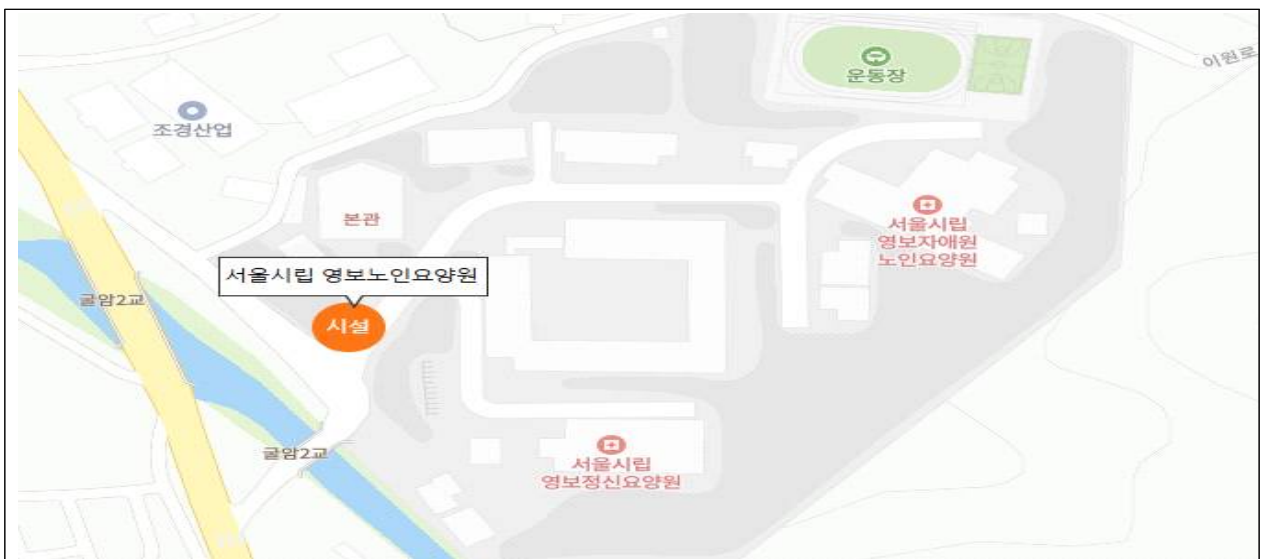 운동장
이원로
조경산업
본관
서울시립
영보자애원
노인요양원
서울시립 영보노인요양원
굴암2교
시설
굴암2교
서울시립
영보정신요양원